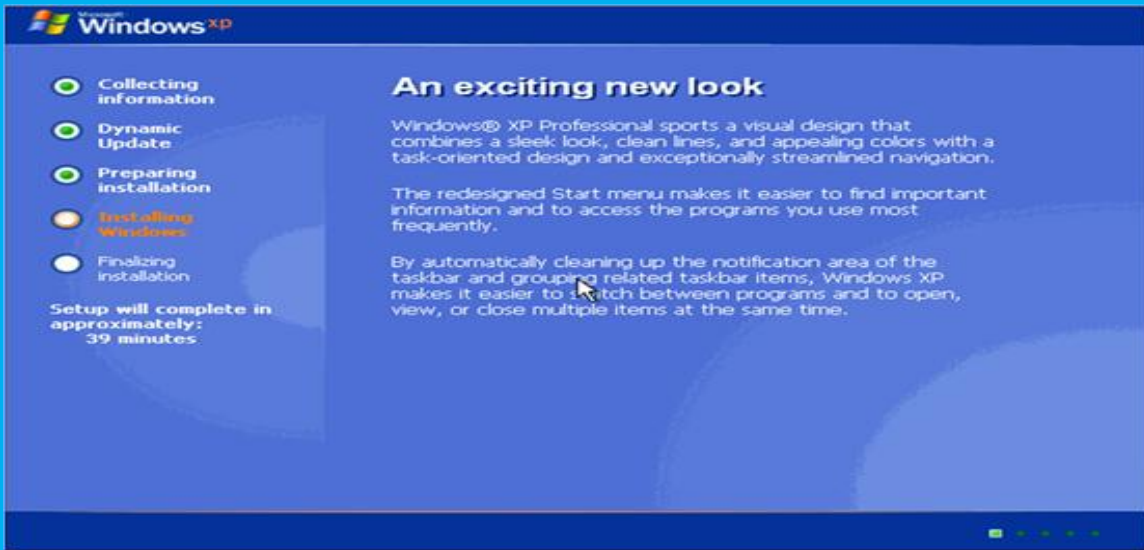 Microsoft
Windows xp
Collecting
information
Dynamic
Update
Preparing
installation
Installing
Windows
Finalizing
installation
Setup will complete in
approximately:
39 minutes
An exciting new look
Windows® XP Professional sports a visual design that
combines a sleek look, clean lines, and appealing colors with a
task-oriented design and exceptionally streamlined navigation.
The redesigned Start menu makes it easier to find important
information and to access the programs you use most
frequently.
By automatically cleaning up the notification area of the
taskbar and grouping related taskbar items, Windows XP
makes it easier to switch between programs and to open,
view, or close multiple items at the same time.